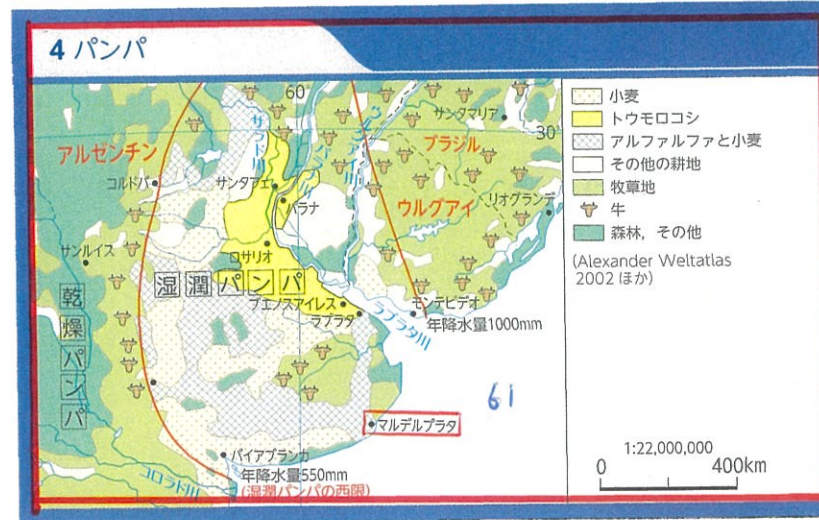 4 パンパ
60
30
サンタマリア
サラド川
パラナ川
ウルグアイ川
ブラジル
アルゼンチン
コルドバ
サンタフェ
パラナ
ウルグアイ
リオグランデ
サンルイス
ロサリオ
湿潤パンパ
乾燥パンパ
ブエノスアイレス
ラプラタ
モンテビデオ
ラプラタ川
年降水量1000mm
61
マルデルプラタ
バイアブランカ
年降水量550mm
(湿潤パンパの西限)
コロラド川
小麦
トウモロコシ
アルファルファと小麦
その他の耕地
牧草地
牛
森林，その他
(Alexander Weltatlas
2002 ほか)
1:22,000,000
0 400km